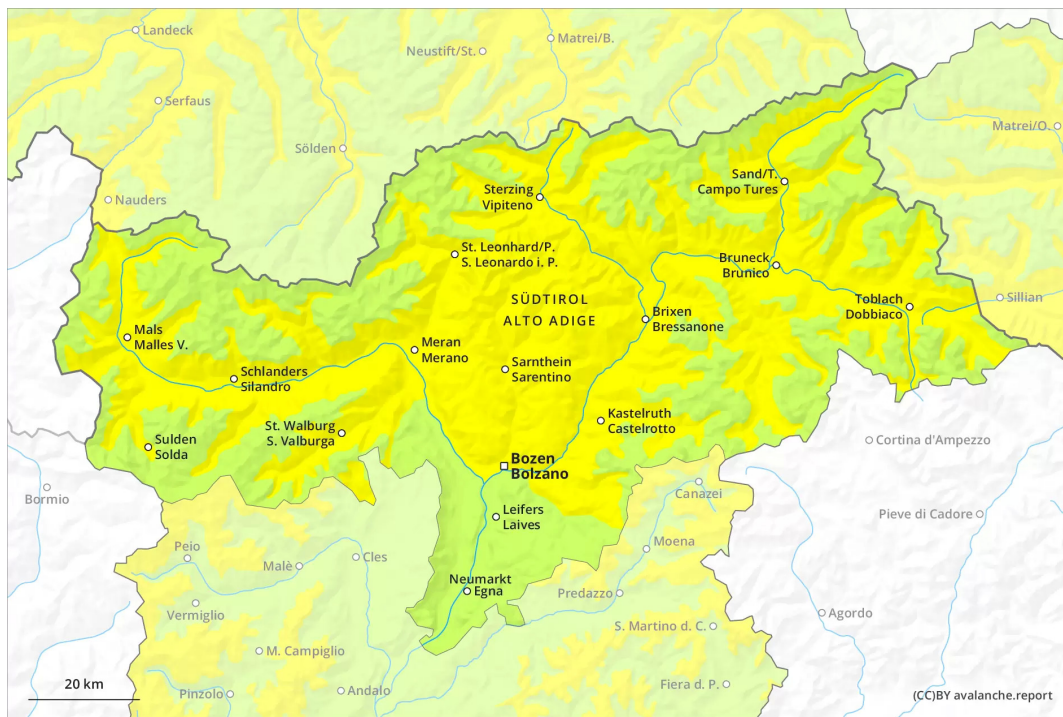 Landeck
Matrei/B.
Neustift/St.
Serfaus
Matrei/O.
Sölden
Sand/T.
Campo Tures
Sterzing
Vipiteno
Nauders
St. Leonhard/P.
S. Leonardo i. P.
Bruneck
Brunico
SÜDTIROL
ALTO ADIGE
Toblach
Dobbiaco
Sillian
Brixen
Bressanone
Mals
Malles V.
Meran
Merano
Schlanders
Silandro
Sarnthein
Sarentino
Kastelruth
Castelrotto
St. Walburg
S. Valburga
Sulden
Solda
Cortina d'Ampezzo
Bozen
Bolzano
Bormio
Canazei
Leifers
Laives
Pieve di Cadore
Moena
Peio
Cles
Malè
Neumarkt
Egna
Predazzo
Vermiglio
Agordo
S. Martino d. C.
M. Campiglio
20 km
Pinzolo
Andalo
Fiera d. P.
(CC)BY avalanche.report